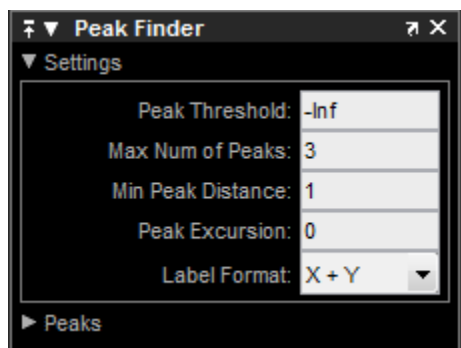 Peak Finder
Settings
Peak Threshold: -Inf
Max Num of Peaks: 3
Min Peak Distance: 1
Peak Excursion: 0
Label Format: X + Y
Peaks